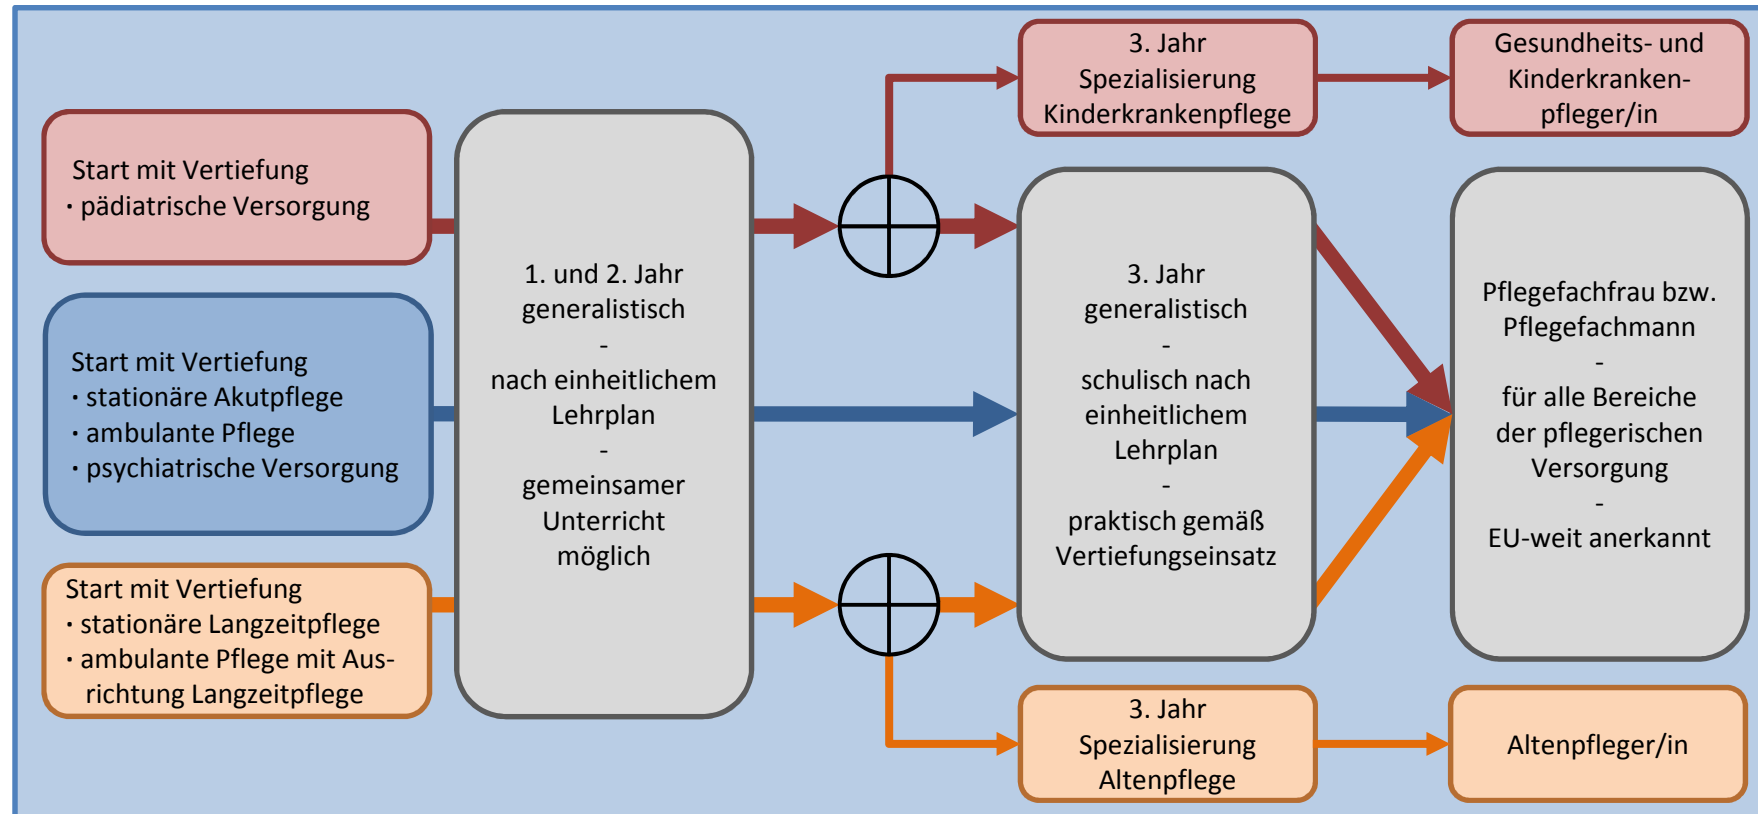 Start mit Vertiefung
· pädiatrische Versorgung
Start mit Vertiefung
· stationäre Akutpflege
· ambulante Pflege
· psychiatrische Versorgung
Start mit Vertiefung
· stationäre Langzeitpflege
· ambulante Pflege mit Aus-
richtung Langzeitpflege
1. und 2. Jahr
generalistisch
-
nach einheitlichem
Lehrplan
-
gemeinsamer
Unterricht
möglich
3. Jahr
Spezialisierung
Kinderkrankenpflege
3. Jahr
generalistisch
-
schulisch nach
einheitlichem
Lehrplan
-
praktisch gemäß
Vertiefungseinsatz
3. Jahr
Spezialisierung
Altenpflege
Gesundheits- und
Kinderkranken-
pfleger/in
Pflegefachfrau bzw.
Pflegefachmann
-
für alle Bereiche
der pflegerischen
Versorgung
-
EU-weit anerkannt
Altenpfleger/in